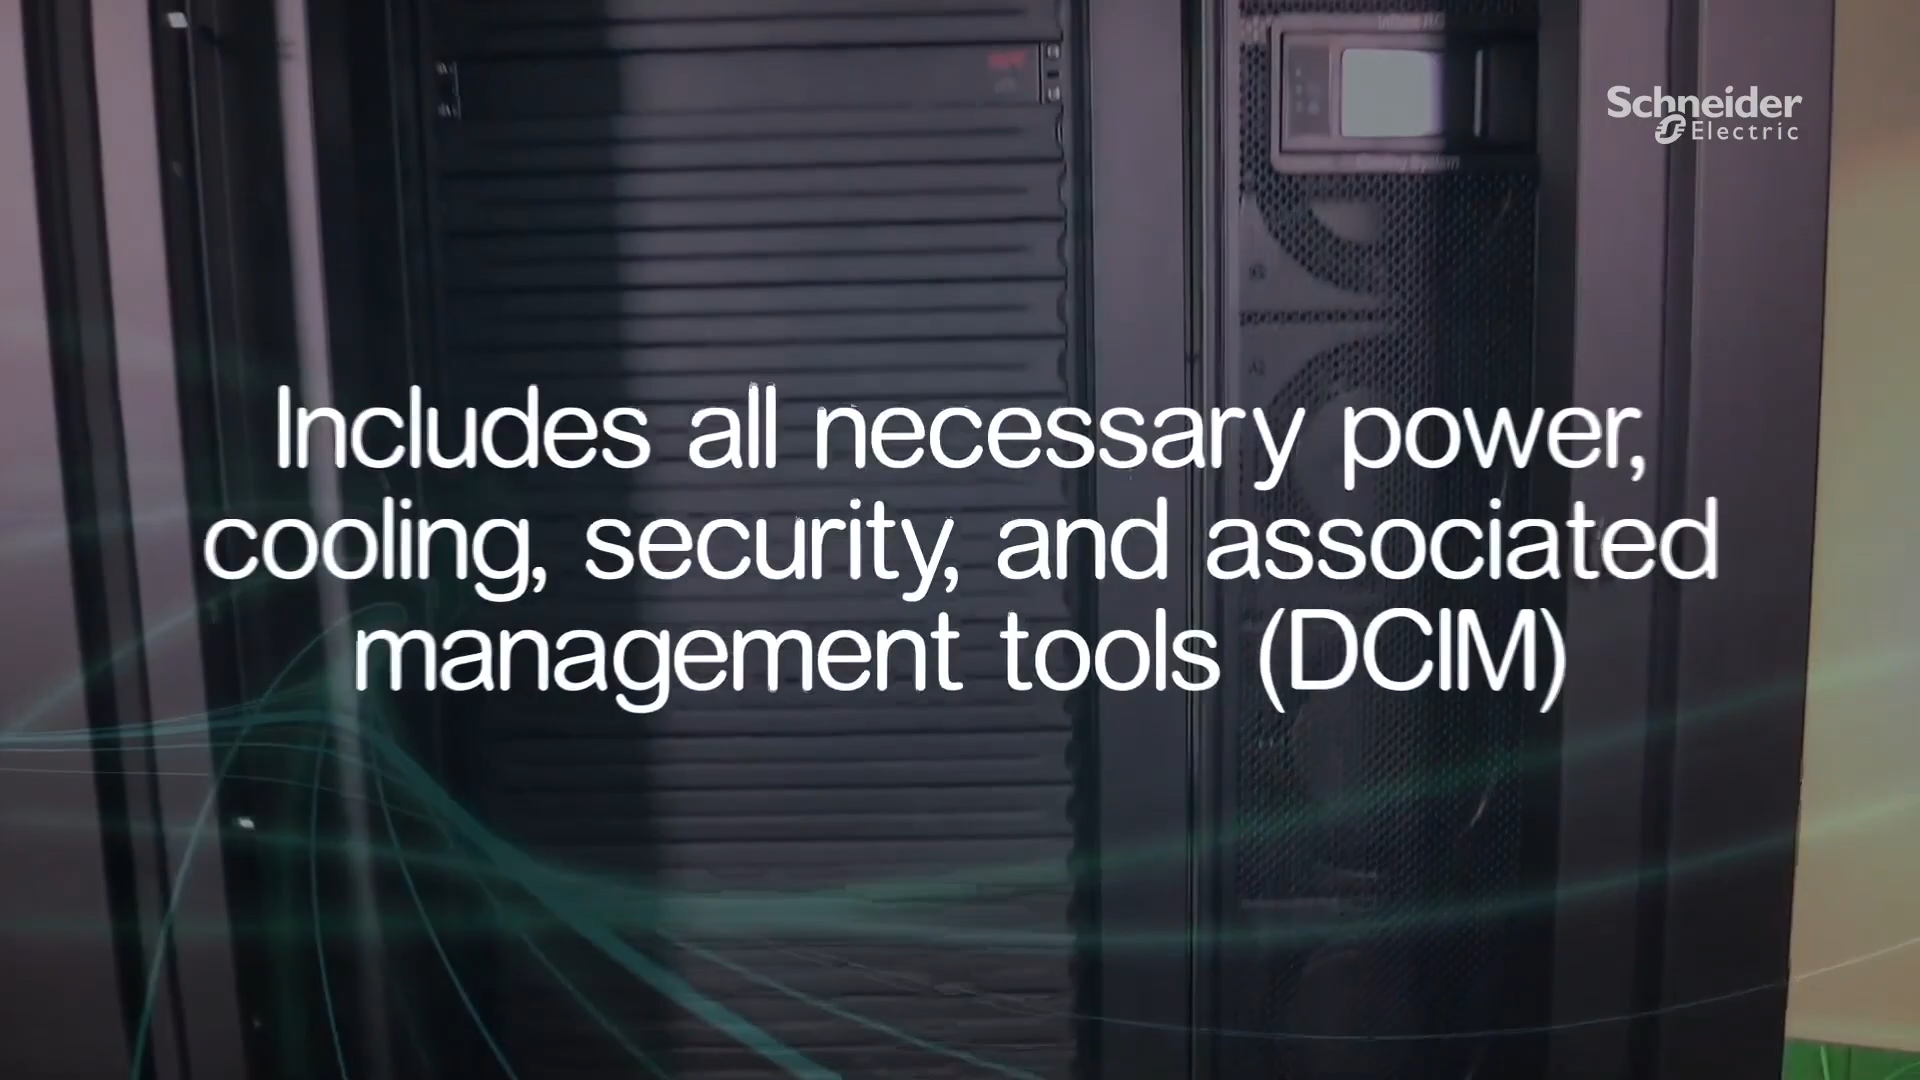 Schneider
Electric
Includes all necessary power,
cooling, security, and associated
management tools (DCIM)